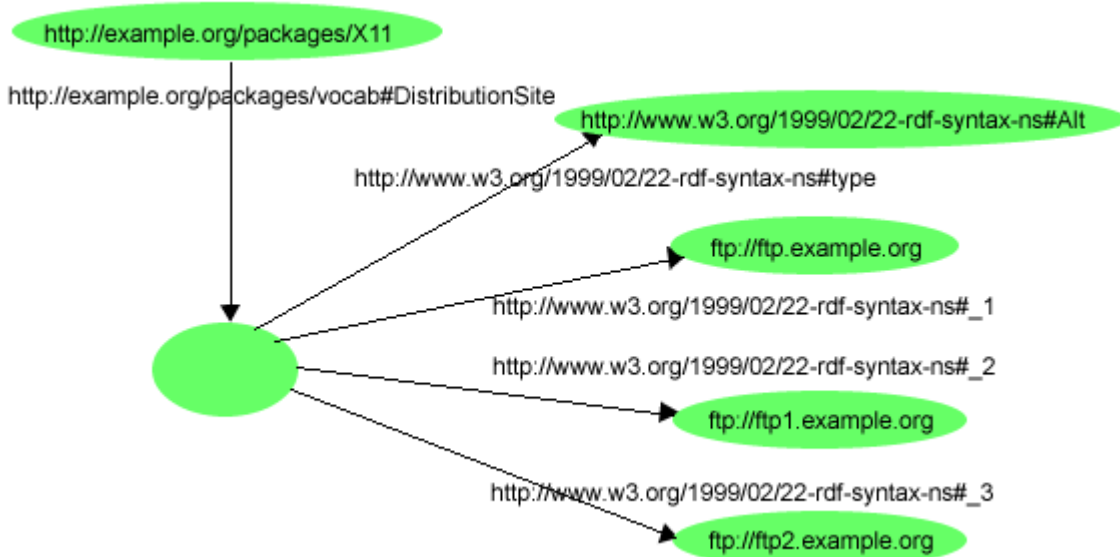 http://example.org/packages/X11
http://example.org/packages/vocab#DistributionSite
http://www.w3.org/1999/02/22-rdf-syntax-ns#Alt
http://www.w3.org/1999/02/22-rdf-syntax-ns#type
ftp://ftp.example.org
http://www.w3.org/1999/02/22-rdf-syntax-ns#_1
http://www.w3.org/1999/02/22-rdf-syntax-ns#_2
ftp://ftp1.example.org
http://www.w3.org/1999/02/22-rdf-syntax-ns#_3
ftp://ftp2.example.org